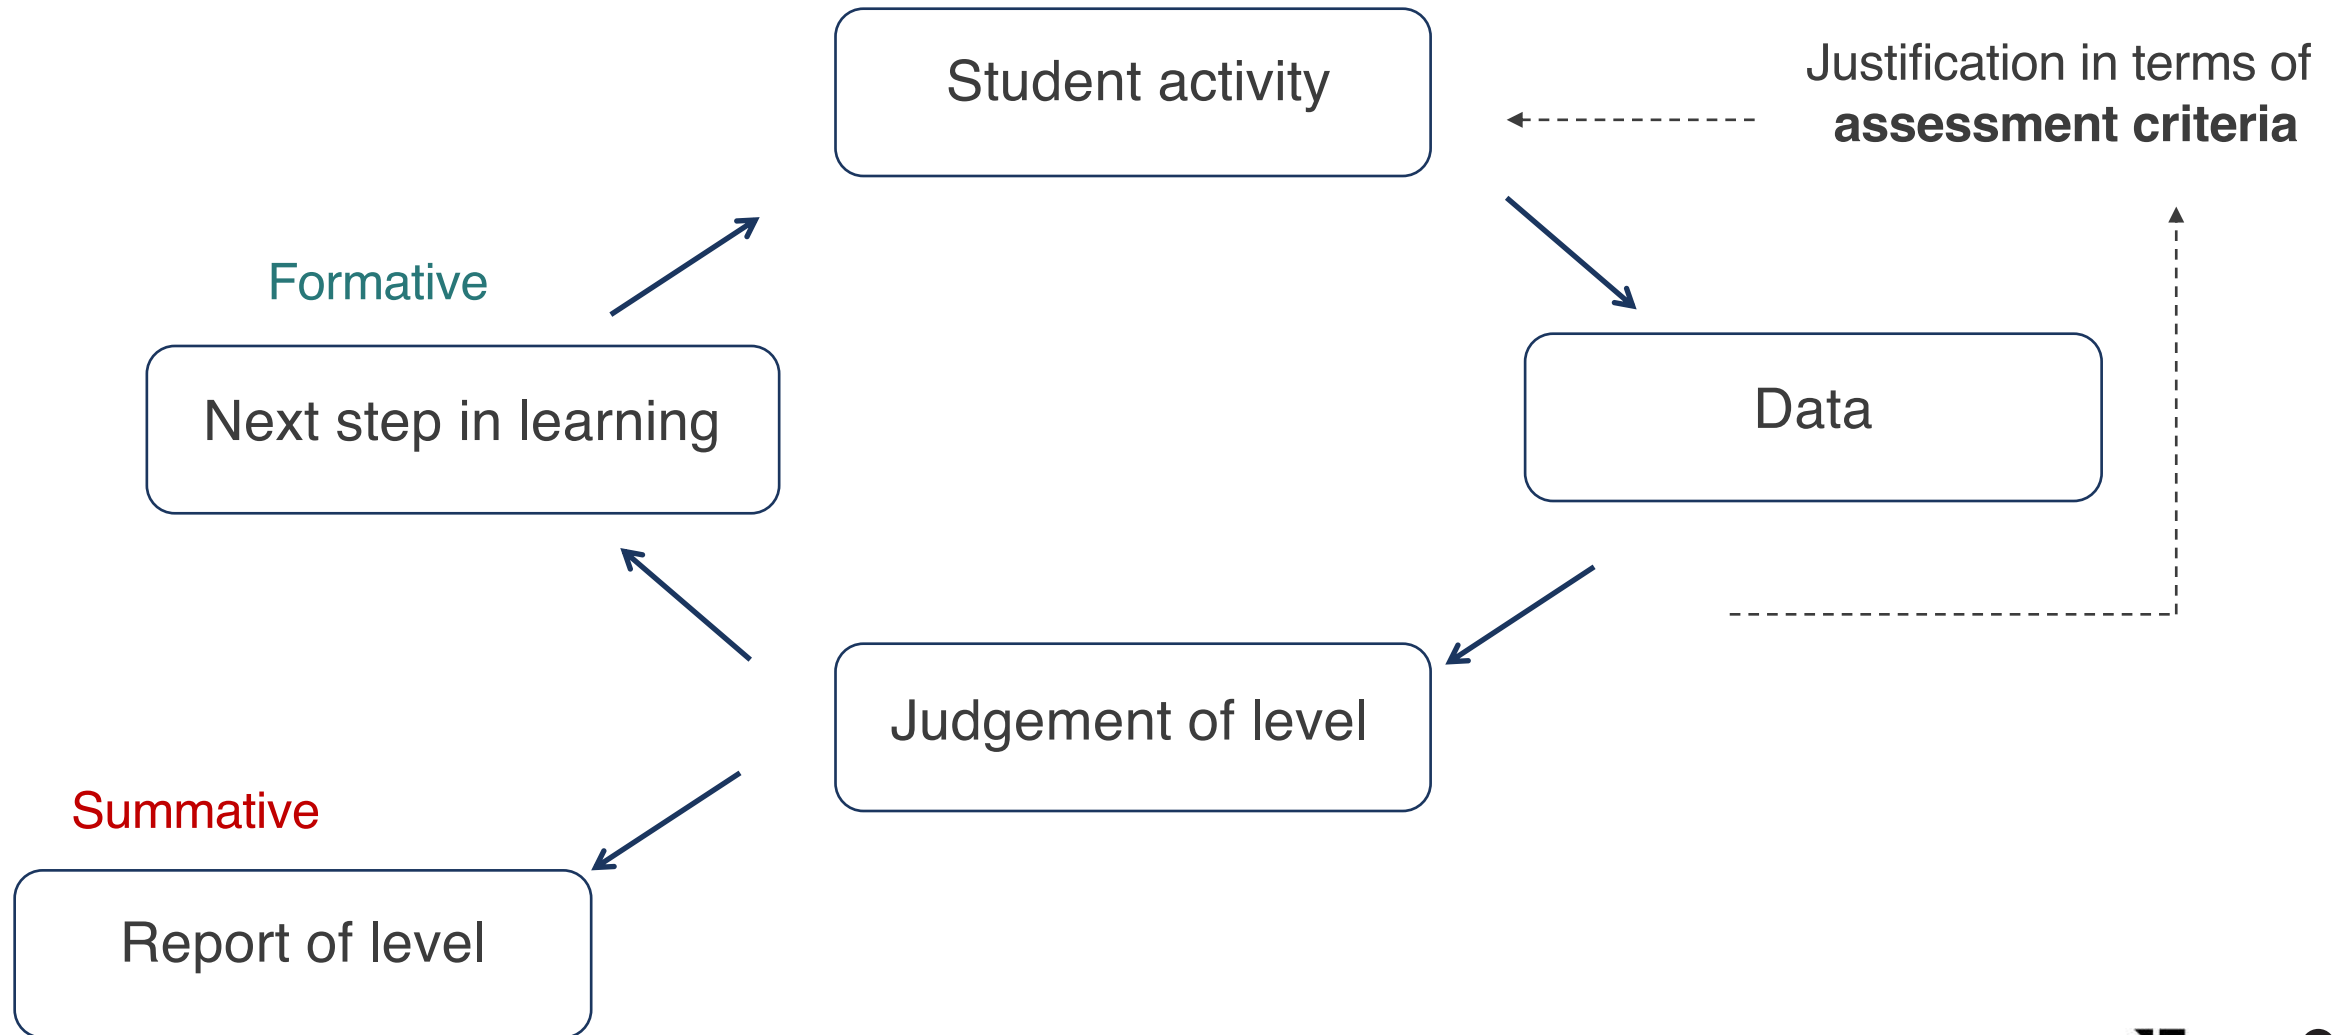 Student activity
Justification in terms of
assessment criteria
Formative
Next step in learning
Data
Judgement of level
Summative
Report of level